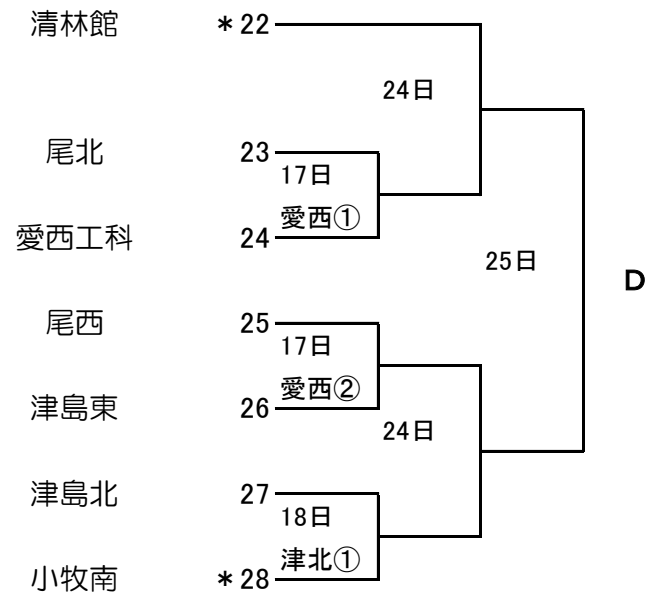 清林館 *22
24日
尾北 23
17日
愛西①
愛西工科 24
25日
D
尾西 25
17日
愛西②
津島東 26
24日
津島北 27
18日
津北①
小牧南 *28